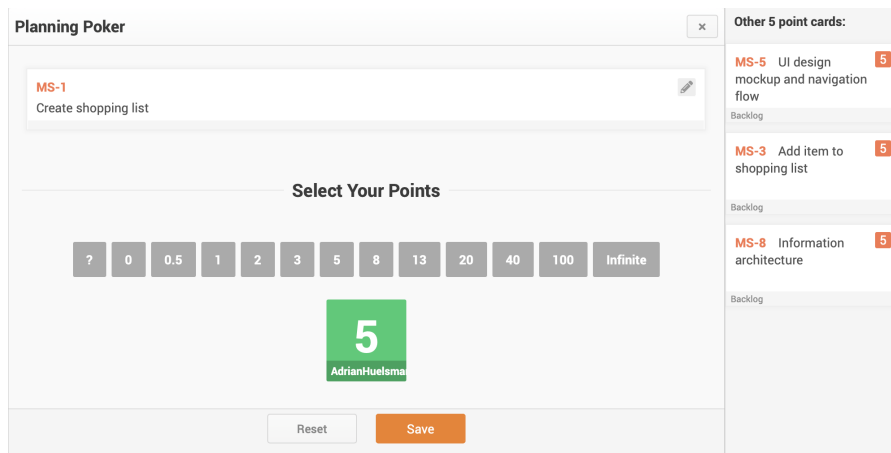 Planning Poker
×
MS-1
Create shopping list
Select Your Points
? 0 0.5 1 2 3 5 8 13 20 40 100 Infinite
5
AdrianHuelsma
Reset Save
Other 5 point cards:
MS-5 UI design 5
mockup and navigation
flow
Backlog
MS-3 Add item to 5
shopping list
Backlog
MS-8 Information 5
architecture
Backlog